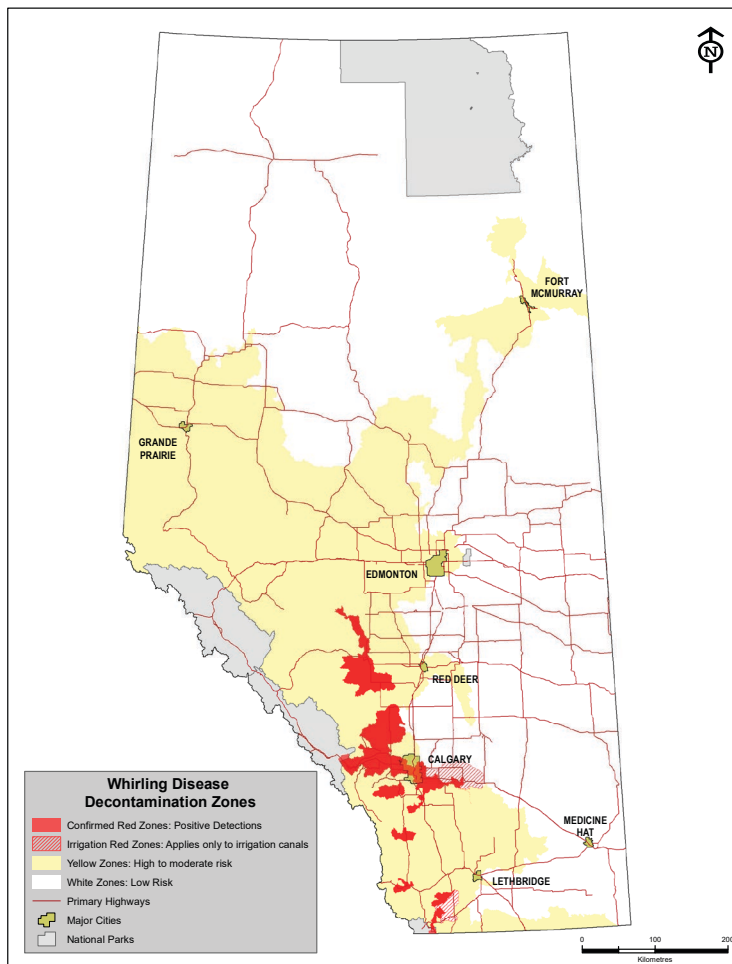 N
FORT
MCMURRAY
GRANDE
PRAIRIE
EDMONTON
RED DEER
CALGARY
MEDICINE
HAT
LETHBRIDGE
Whirling Disease
Decontamination Zones
Confirmed Red Zones: Positive Detections
Irrigation Red Zones: Applies only to irrigation canals
Yellow Zones: High to moderate risk
White Zones: Low Risk
Primary Highways
Major Cities
National Parks
0 100 200
Kilometres